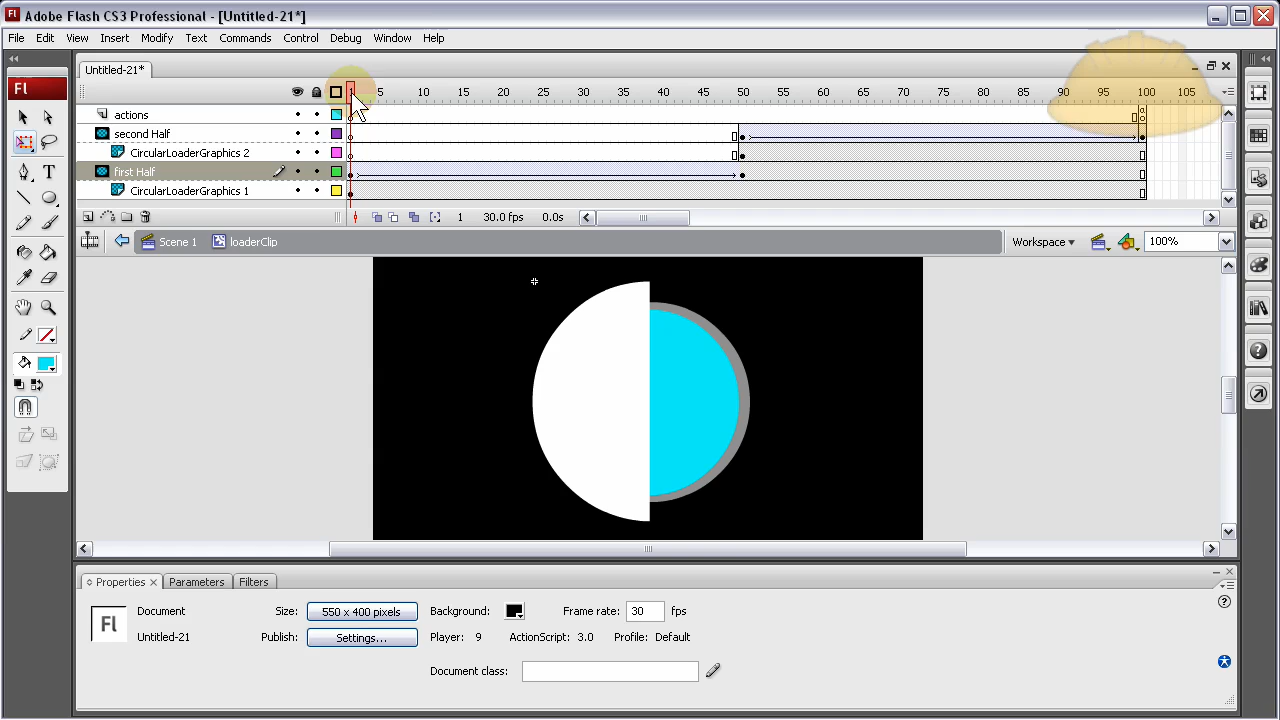 Fl Adobe Flash CS3 Professional - [Untitled-21*]
File Edit View Insert Modify Text Commands Control Debug Window Help
Untitled-21*
Fl
5 10 15 20 25 30 35 40 45 50 55 60 65 70 75 80 85 90 95 100 105
actions
second Half
CircularLoaderGraphics 2
first Half
CircularLoaderGraphics 1
1 30.0 fps 0.0s
Scene 1 loaderClip Workspace 100%
Properties Parameters Filters
Fl
Document Size: 550 x 400 pixels Background: Frame rate: 30 fps
Untitled-21 Publish: Settings... Player: 9 ActionScript: 3.0 Profile: Default
Document class: